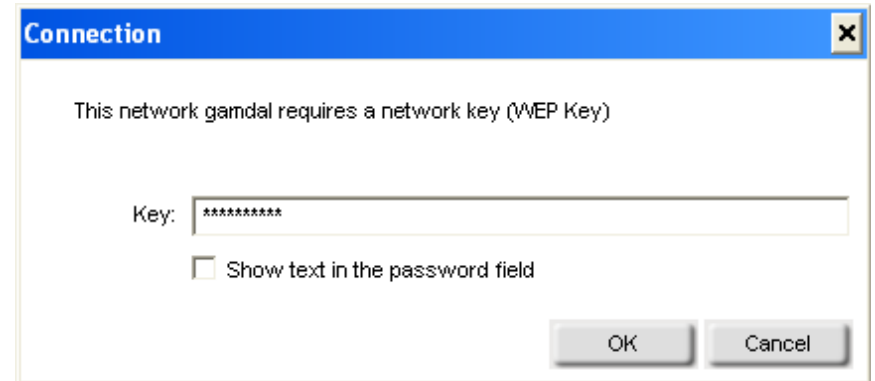 Connection
This network gamdal requires a network key (WEP Key)
Key: **********
Show text in the password field
OK Cancel